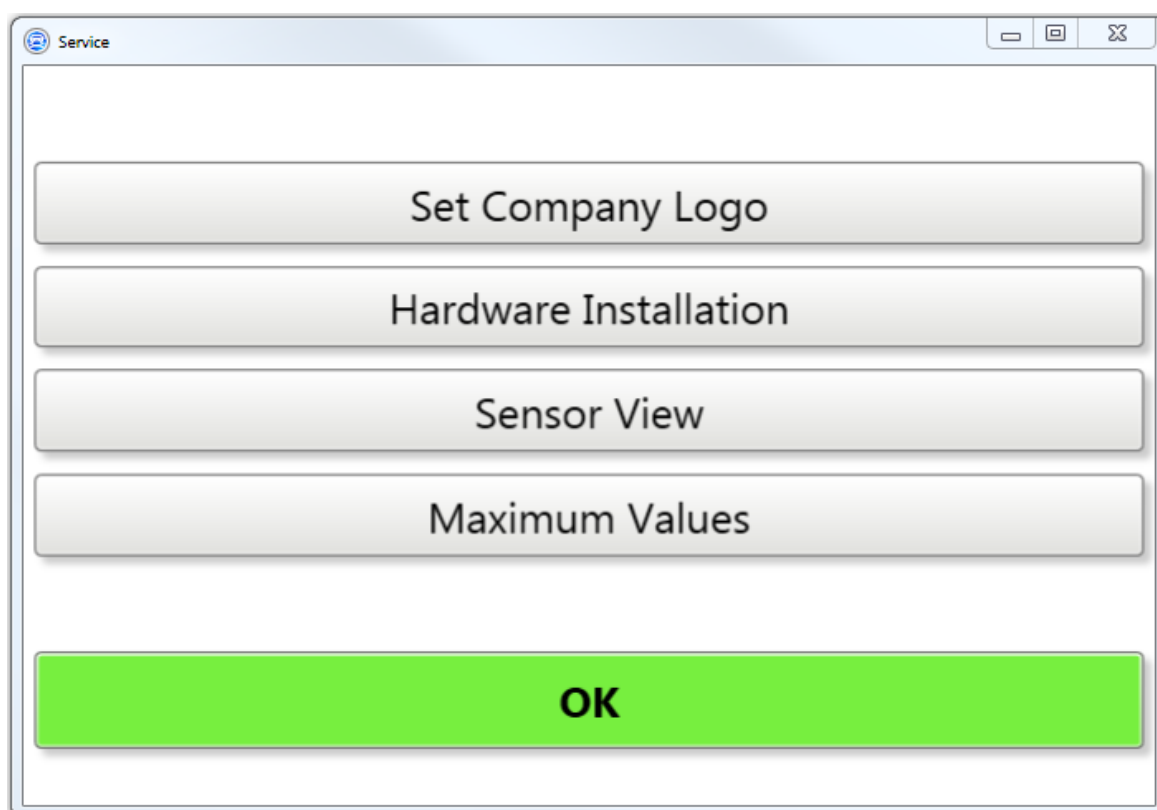 Service
Set Company Logo
Hardware Installation
Sensor View
Maximum Values
OK